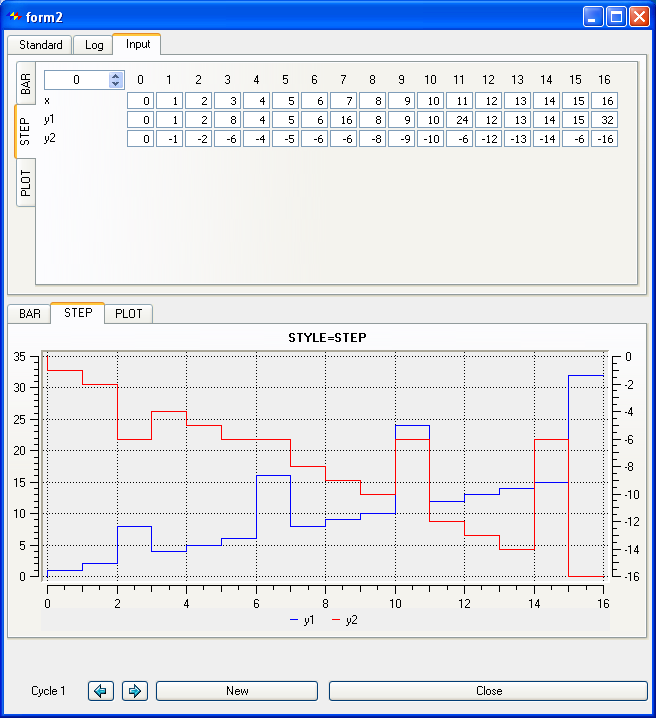 form2
Standard Log Input
BAR
STEP
PLOT
0 0 1 2 3 4 5 6 7 8 9 10 11 12 13 14 15 16
x 0 1 2 3 4 5 6 7 8 9 10 11 12 13 14 15 16
y1 0 1 2 8 4 5 6 16 8 9 10 24 12 13 14 15 32
y2 0 -1 -2 -6 -4 -5 -6 -6 -8 -9 -10 -6 -12 -13 -14 -6 -16
BAR STEP PLOT
STYLE=STEP
35
30
25
20
15
10
5
0
0
-2
-4
-6
-8
-10
-12
-14
-16
0 2 4 6 8 10 12 14 16
y1 y2
Cycle 1 New Close